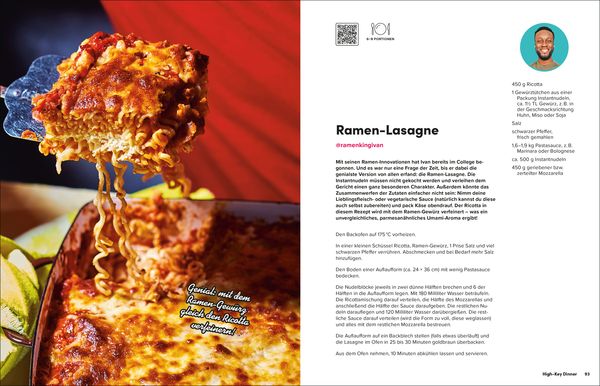 Genial: mit dem
Ramen-Gewürz
gleich den Ricotta
verfeinern!
6–8 PORTIONEN
Ramen-Lasagne
@ramenkingivan
Mit seinen Ramen-Innovationen hat Ivan bereits im College be-
gonnen. Und es war nur eine Frage der Zeit, bis er dabei die
genialste Version von allen erfand: die Ramen-Lasagne. Die
Instantnudeln müssen nicht gekocht werden und verleihen dem
Gericht einen ganz besonderen Charakter. Außerdem könnte das
Zusammenwerfen der Zutaten einfacher nicht sein: Nimm deine
Lieblingsfleisch- oder vegetarische Sauce (natürlich kannst du diese
auch selbst zubereiten) und pack Käse obendrauf. Der Ricotta in
diesem Rezept wird mit dem Ramen-Gewürz verfeinert – was ein
unvergleichliches, parmesanähnliches Umami-Aroma ergibt!
Den Backofen auf 175 °C vorheizen.
In einer kleinen Schüssel Ricotta, Ramen-Gewürz, 1 Prise Salz und viel
schwarzen Pfeffer verrühren. Abschmecken und bei Bedarf mehr Salz
hinzufügen.
Den Boden einer Auflaufform (ca. 24 × 36 cm) mit wenig Pastasauce
bedecken.
Die Nudelblöcke jeweils in zwei dünne Hälften brechen und 6 der
Hälften in die Auflaufform legen. Mit 180 Milliliter Wasser beträufeln.
Die Ricottamischung darauf verteilen, die Hälfte des Mozzarellas und
anschließend die Hälfte der Sauce daraufgeben. Die restlichen Nu-
deln darauflegen und 120 Milliliter Wasser darübergießen. Die rest-
liche Sauce darauf verteilen (wird die Form zu voll, diese weglassen)
und alles mit dem restlichen Mozzarella bestreuen.
Die Auflaufform auf ein Backblech stellen (falls etwas überläuft) und
die Lasagne im Ofen in 25 bis 30 Minuten goldbraun überbacken.
Aus dem Ofen nehmen, 10 Minuten abkühlen lassen und servieren.
450 g Ricotta
1 Gewürztütchen aus einer
Packung Instantnudeln,
ca. 1½ TL Gewürz, z. B. in
der Geschmacksrichtung
Huhn, Miso oder Soja
Salz
schwarzer Pfeffer,
frisch gemahlen
1,6–1,9 kg Pastasauce, z. B.
Marinara oder Bolognese
ca. 500 g Instantnudeln
450 g geriebener bzw.
zerteilter Mozzarella
High-Key Dinner 93